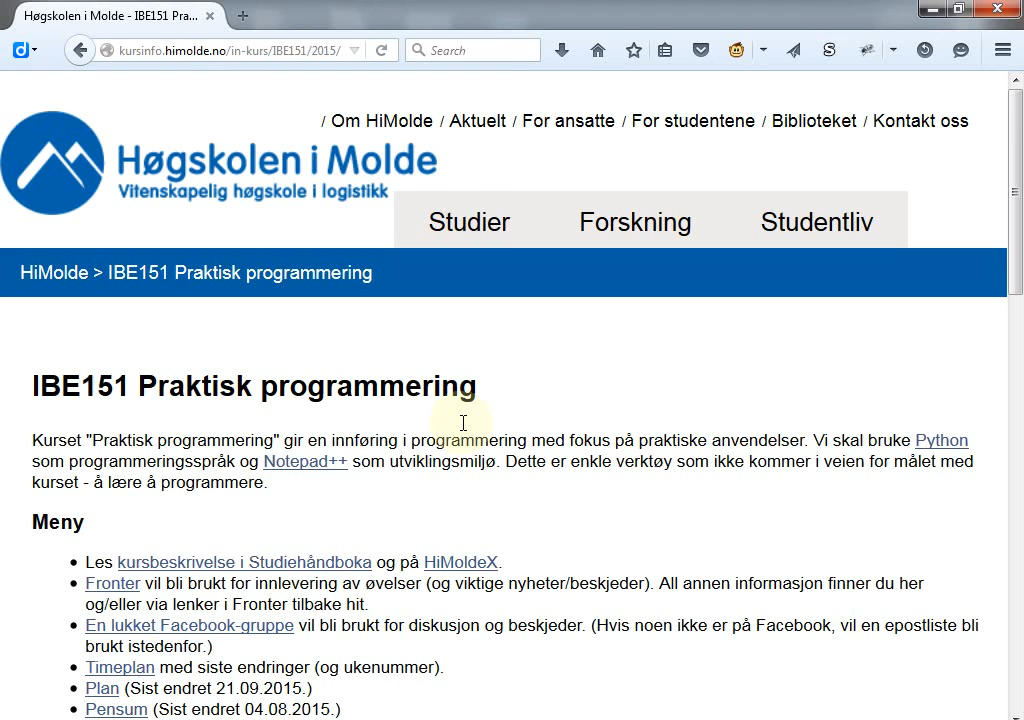 Høgskolen i Molde - IBE151 Pra...
kursinfo.himolde.no/in-kurs/IBE151/2015/
Search
/ Om HiMolde / Aktuelt / For ansatte / For studentene / Biblioteket / Kontakt oss
Høgskolen i Molde
Vitenskapelig høgskole i logistikk
Studier Forskning Studentliv
HiMolde > IBE151 Praktisk programmering
IBE151 Praktisk programmering
Kurset "Praktisk programmering" gir en innføring i programmering med fokus på praktiske anvendelser. Vi skal bruke Python
som programmeringsspråk og Notepad++ som utviklingsmiljø. Dette er enkle verktøy som ikke kommer i veien for målet med
kurset - å lære å programmere.
Meny
• Les kursbeskrivelse i Studiehåndboka og på HiMoldeX.
• Fronter vil bli brukt for innlevering av øvelser (og viktige nyheter/beskjeder). All annen informasjon finner du her
og/eller via lenker i Fronter tilbake hit.
• En lukket Facebook-gruppe vil bli brukt for diskusjon og beskjeder. (Hvis noen ikke er på Facebook, vil en epostliste bli
brukt istedenfor.)
• Timeplan med siste endringer (og ukenummer).
• Plan (Sist endret 21.09.2015.)
• Pensum (Sist endret 04.08.2015.)